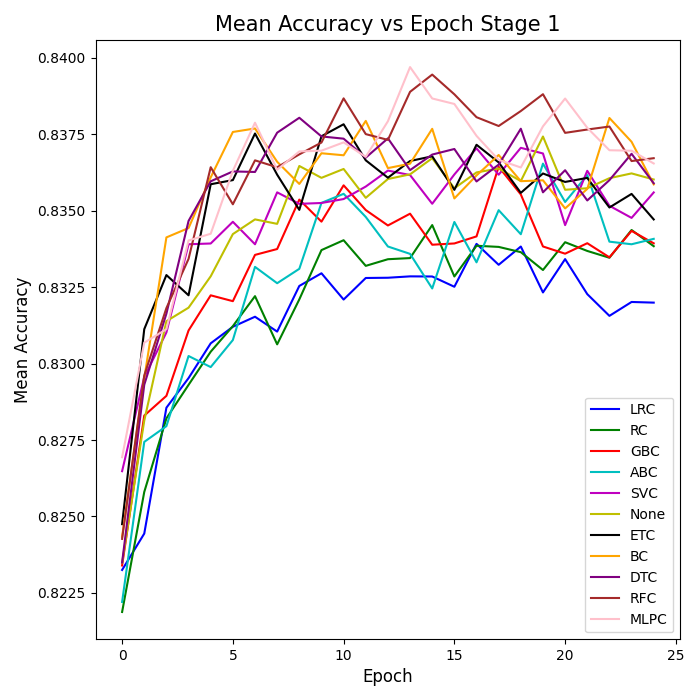 Mean Accuracy vs Epoch Stage 1
Mean Accuracy
0.8400
0.8375
0.8350
0.8325
0.8300
0.8275
0.8250
0.8225
0 5 10 15 20 25
Epoch
LRC
RC
GBC
ABC
SVC
None
ETC
BC
DTC
RFC
MLPC